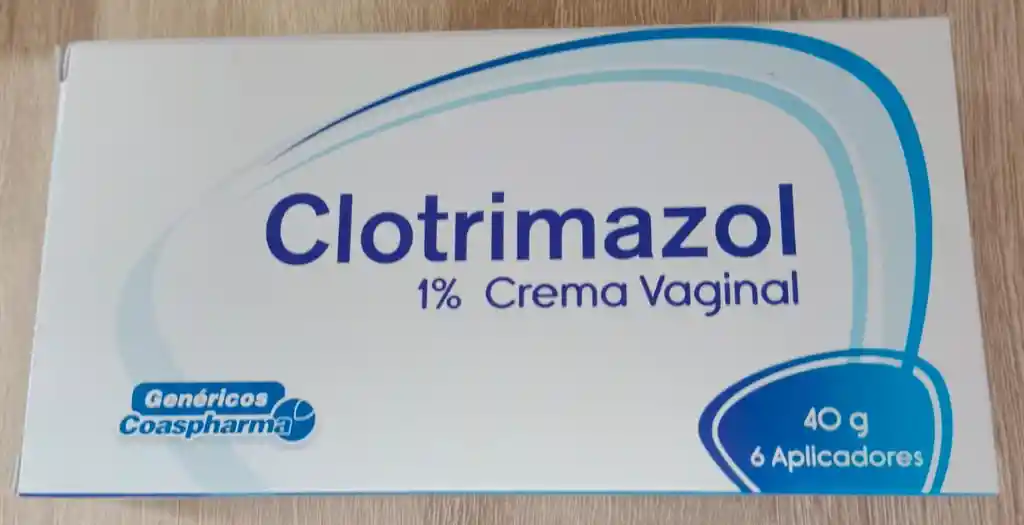 Clotrimazol
1% Crema Vaginal
Genéricos
Coaspharma
40 g
6 Aplicadores